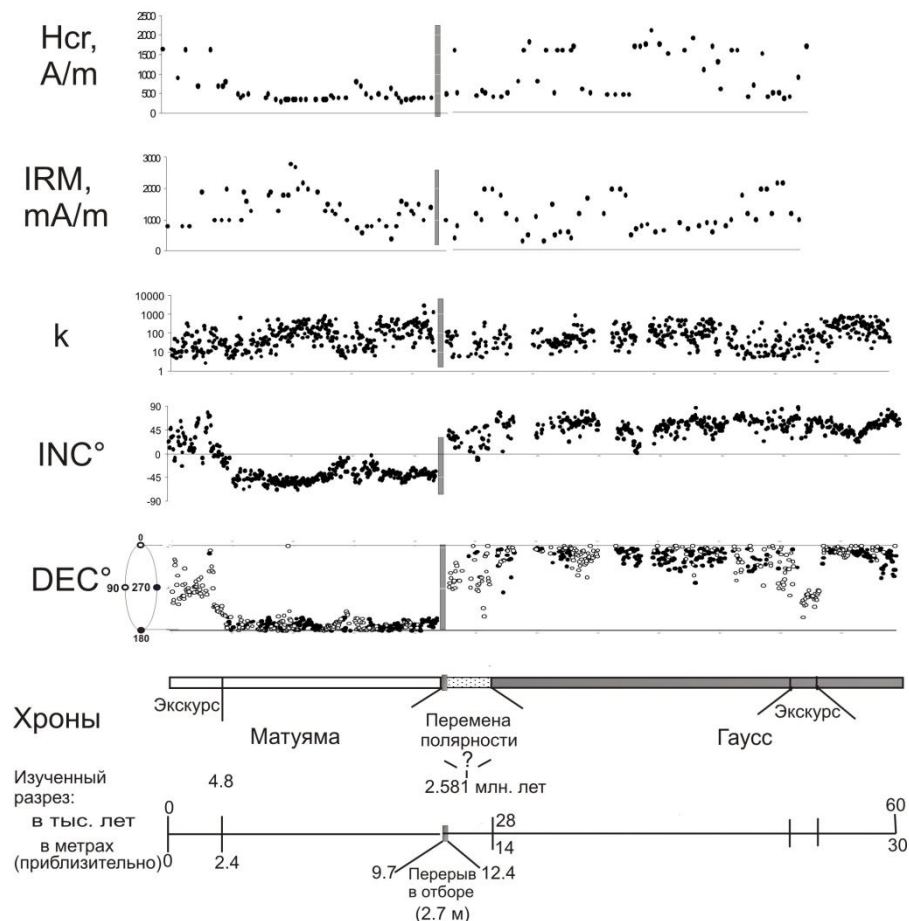 Hcr,
A/m
2500
2000
1500
1000
500
0
IRM,
mA/m
3000
2000
1000
0
k
10000
1000
100
10
1
INC°
90
45
0
-45
-90
DEC°
0
90 270
180
Хроны
Экскурс
Матуяма
Перемена
полярности
?
2.581 млн. лет
Гаусс
Экскурс
Изученный
разрез:
в тыс. лет
в метрах
(приблизительно)
0
4.8
28
60
0
2.4
9.7
12.4
14
30
Перерыв
в отборе
(2.7 м)